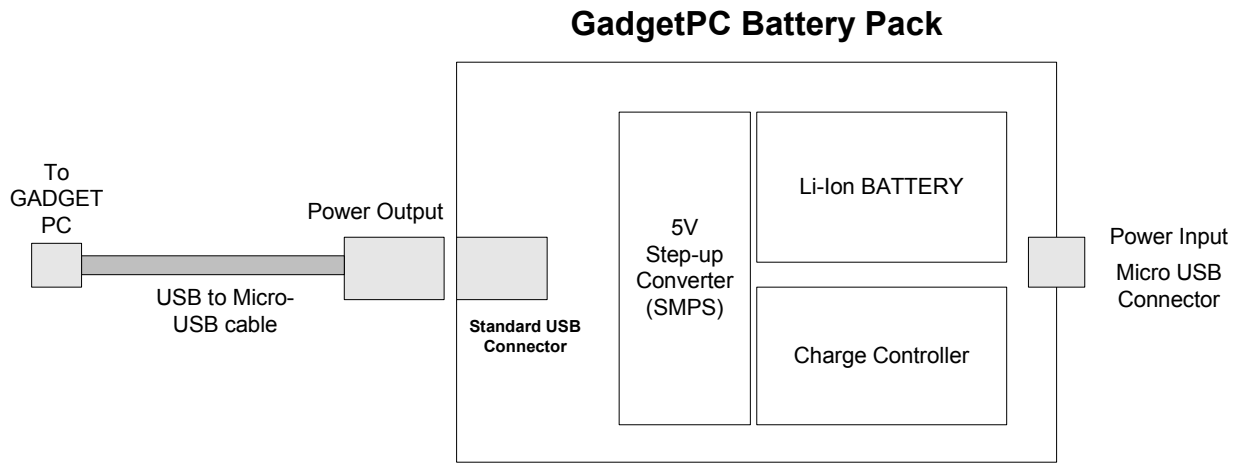 GadgetPC Battery Pack
To
GADGET
PC
Power Output
USB to Micro-
USB cable
Standard USB
Connector
5V
Step-up
Converter
(SMPS)
Li-Ion BATTERY
Charge Controller
Power Input
Micro USB
Connector